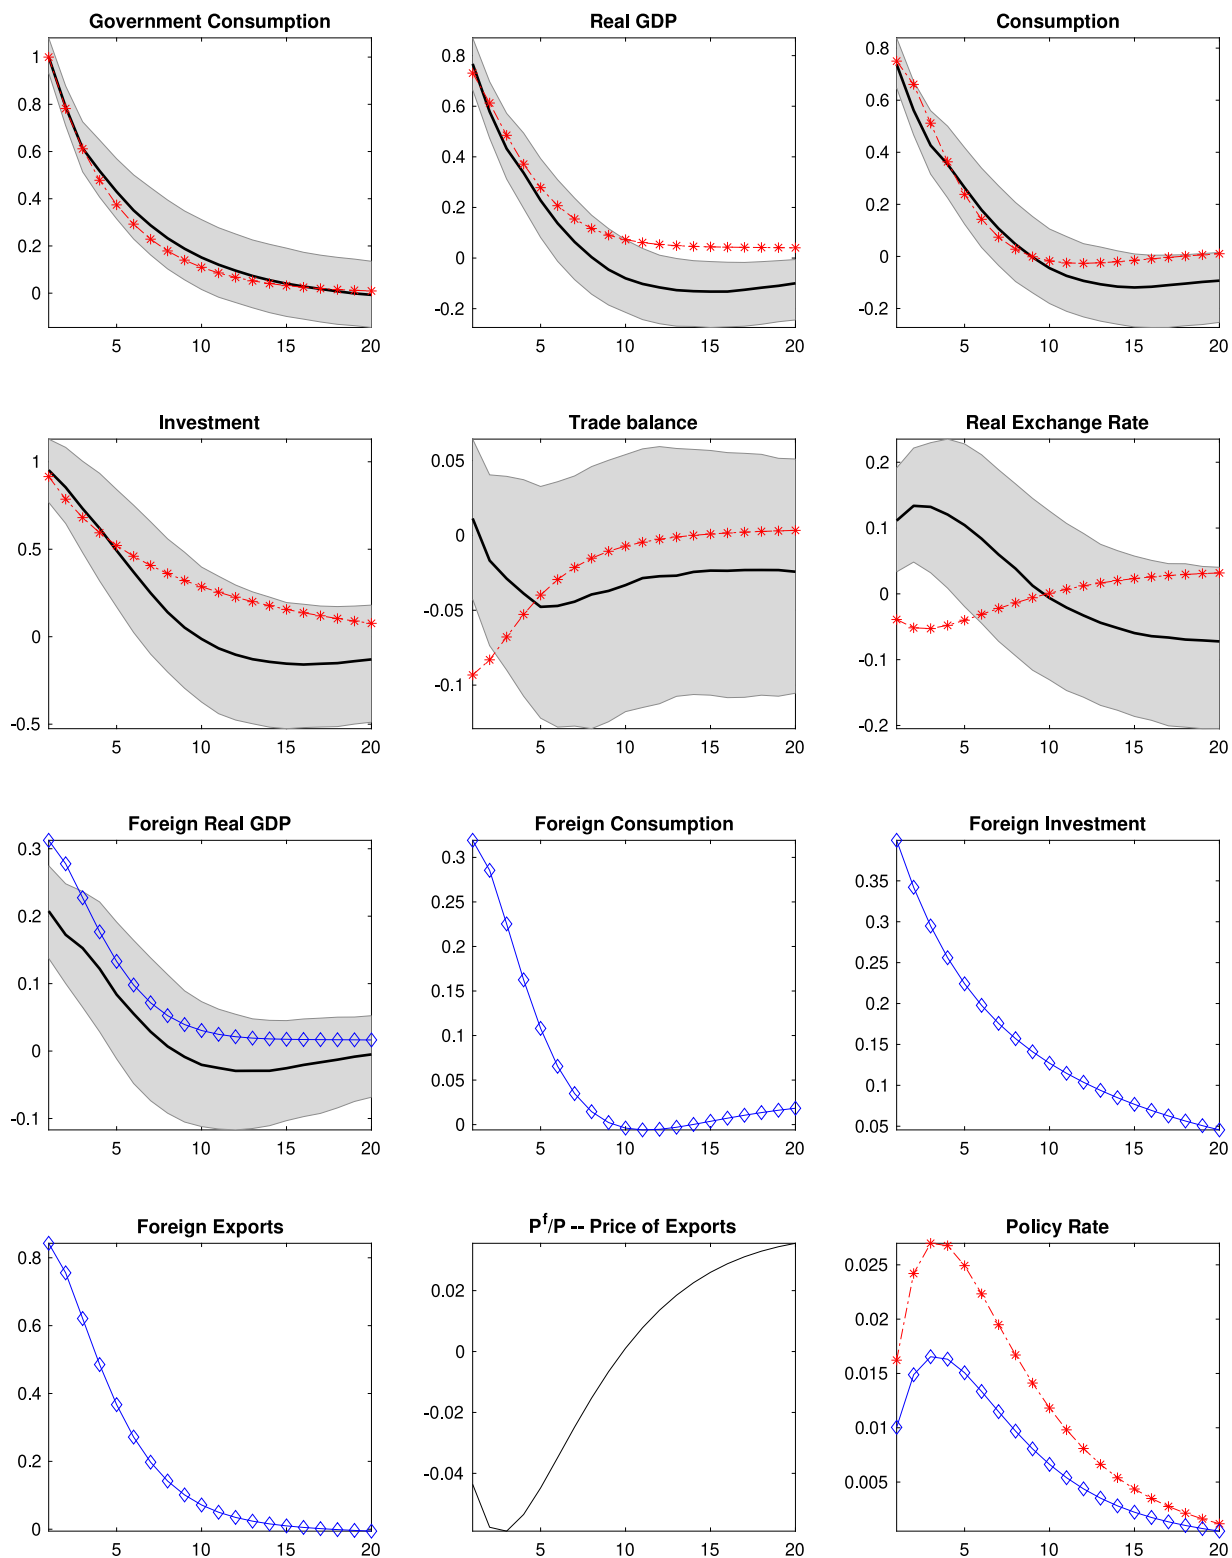 Government Consumption
1
0.8
0.6
0.4
0.2
0
5 10 15 20
Real GDP
0.8
0.6
0.4
0.2
0
-0.2
5 10 15 20
Consumption
0.8
0.6
0.4
0.2
0
-0.2
5 10 15 20
Investment
1
0.5
0
-0.5
5 10 15 20
Trade balance
0.05
0
-0.05
-0.1
5 10 15 20
Real Exchange Rate
0.2
0.1
0
-0.1
-0.2
5 10 15 20
Foreign Real GDP
0.3
0.2
0.1
0
-0.1
5 10 15 20
Foreign Consumption
0.3
0.25
0.2
0.15
0.1
0.05
0
5 10 15 20
Foreign Investment
0.35
0.3
0.25
0.2
0.15
0.1
0.05
5 10 15 20
Foreign Exports
0.8
0.6
0.4
0.2
0
5 10 15 20
P^f/P -- Price of Exports
0.02
0
-0.02
-0.04
5 10 15 20
Policy Rate
0.025
0.02
0.015
0.01
0.005
5 10 15 20